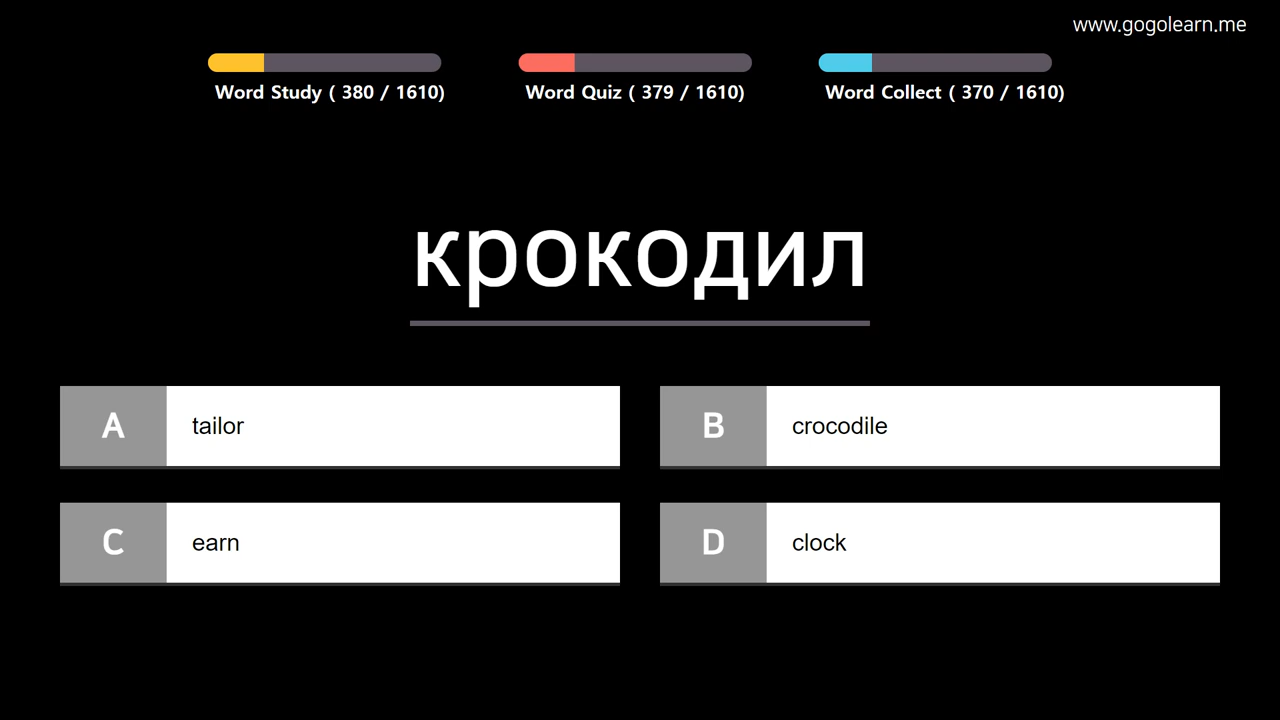 www.gogolearn.me
Word Study ( 380 / 1610)
Word Quiz ( 379 / 1610)
Word Collect ( 370 / 1610)
крокодил
A tailor
B crocodile
C earn
D clock